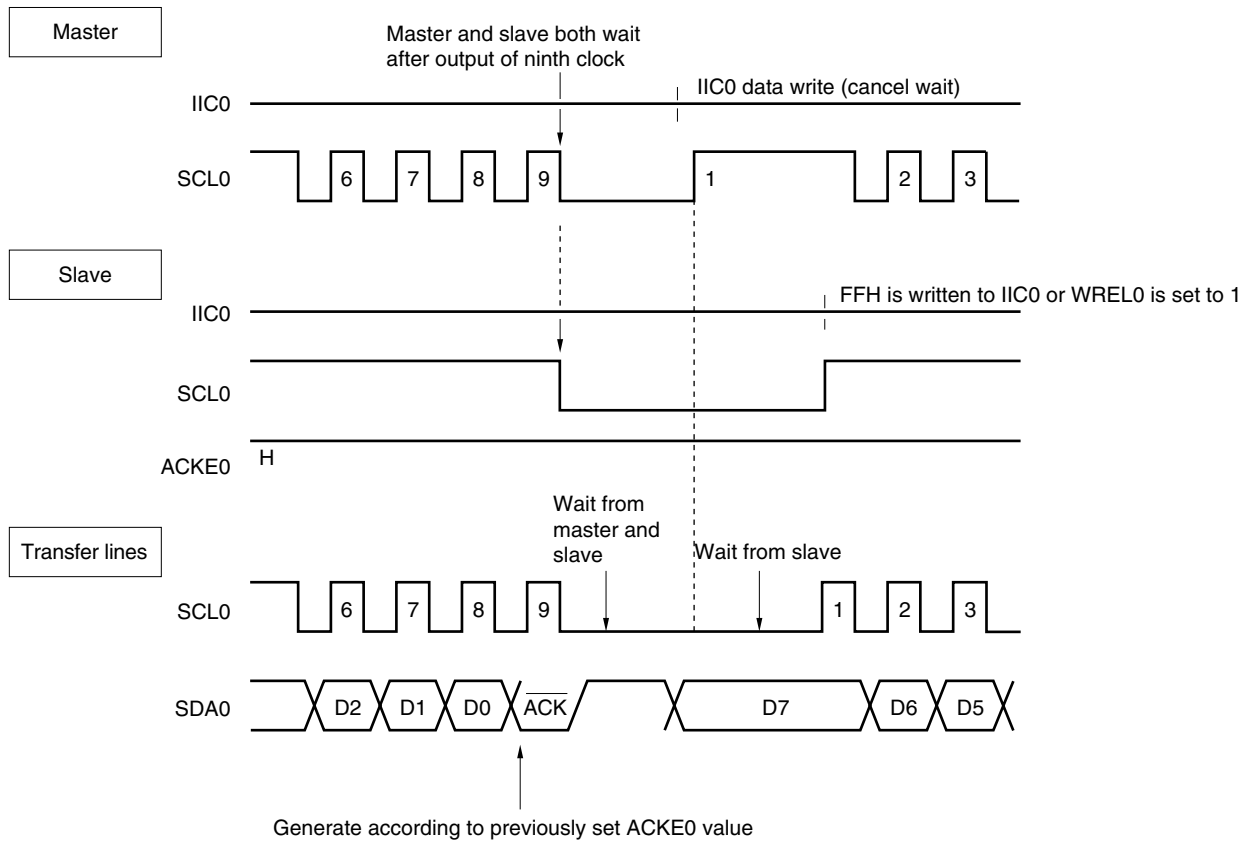 Master
Master and slave both wait
after output of ninth clock
IIC0 data write (cancel wait)
IIC0
SCL0
6 7 8 9 1 2 3
Slave
FFH is written to IIC0 or WREL0 is set to 1
IIC0
SCL0
ACKE0
H
Transfer lines
Wait from
master and
slave
Wait from slave
SCL0
6 7 8 9 1 2 3
SDA0
D2 D1 D0 ACK D7 D6 D5
Generate according to previously set ACKE0 value